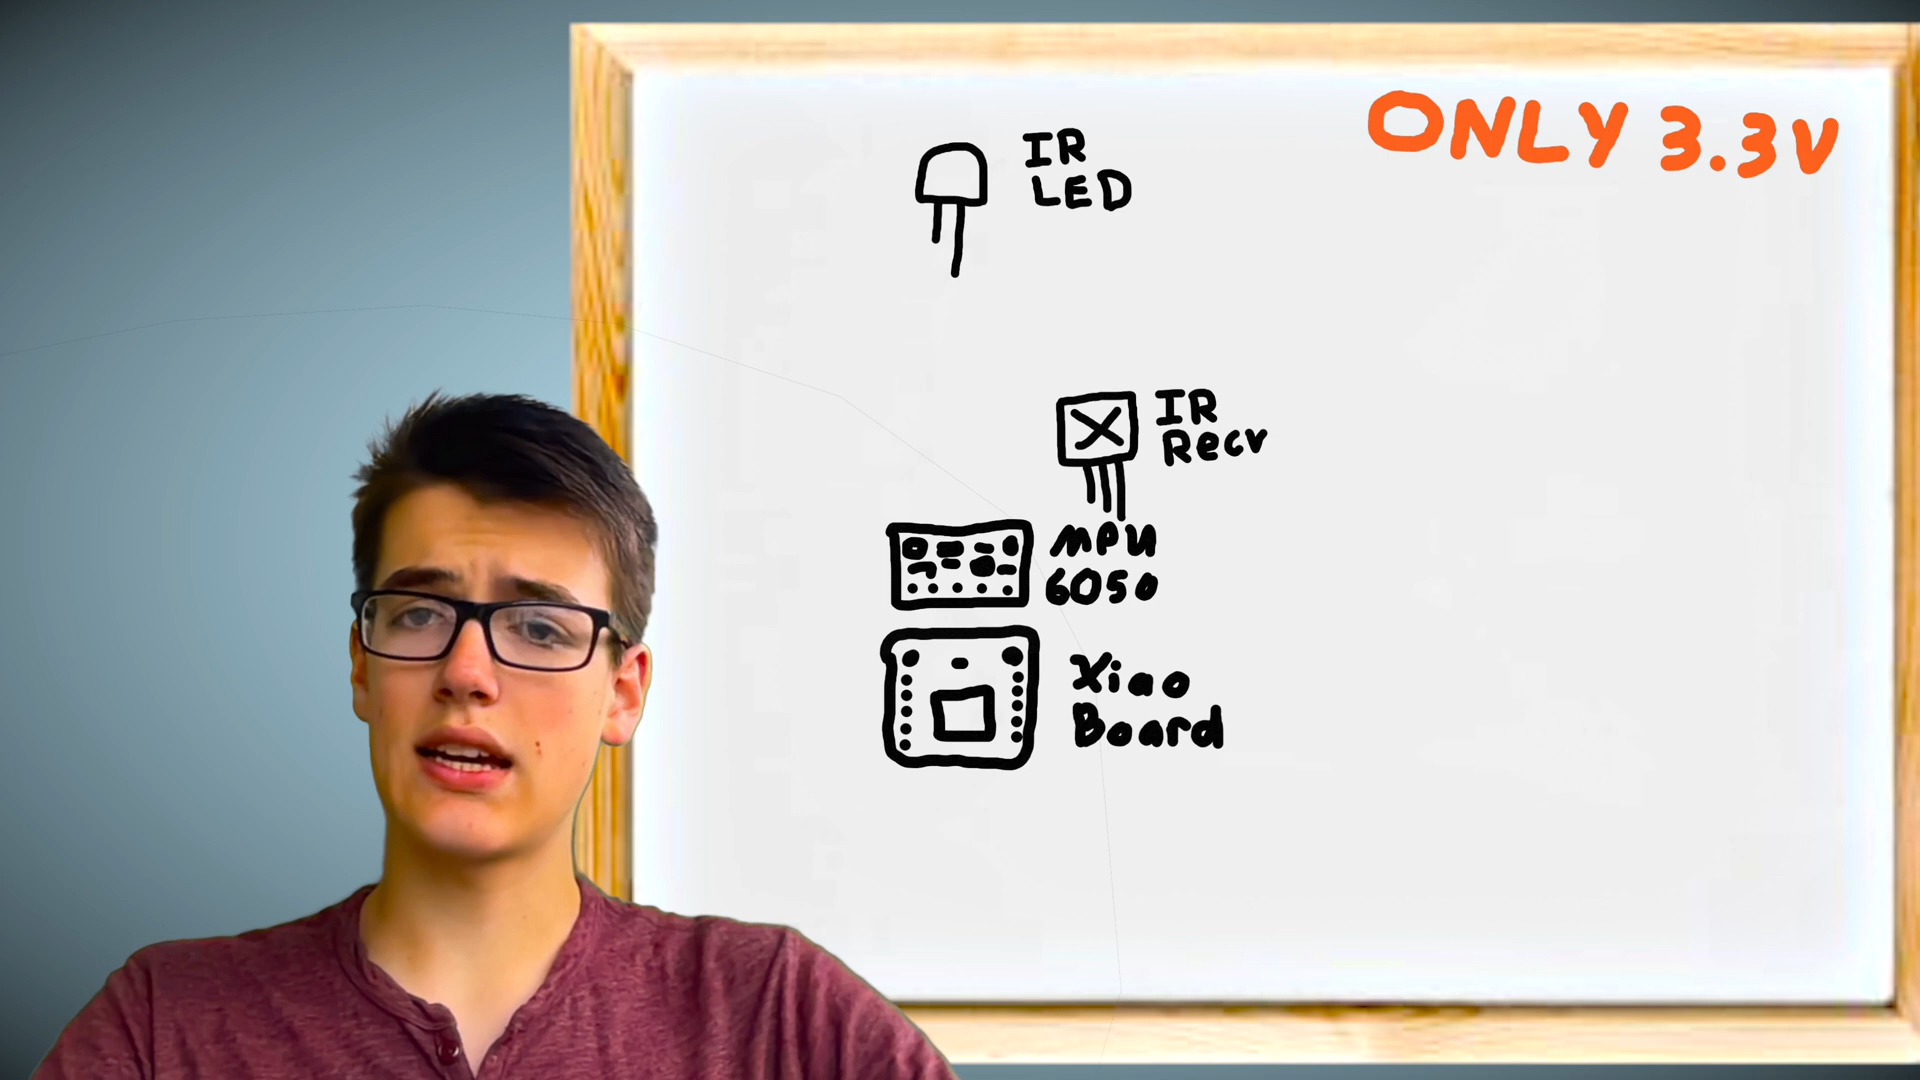 ONLY 3.3V
IR
LED
IR
Recv
MPU
6050
Xiao
Board